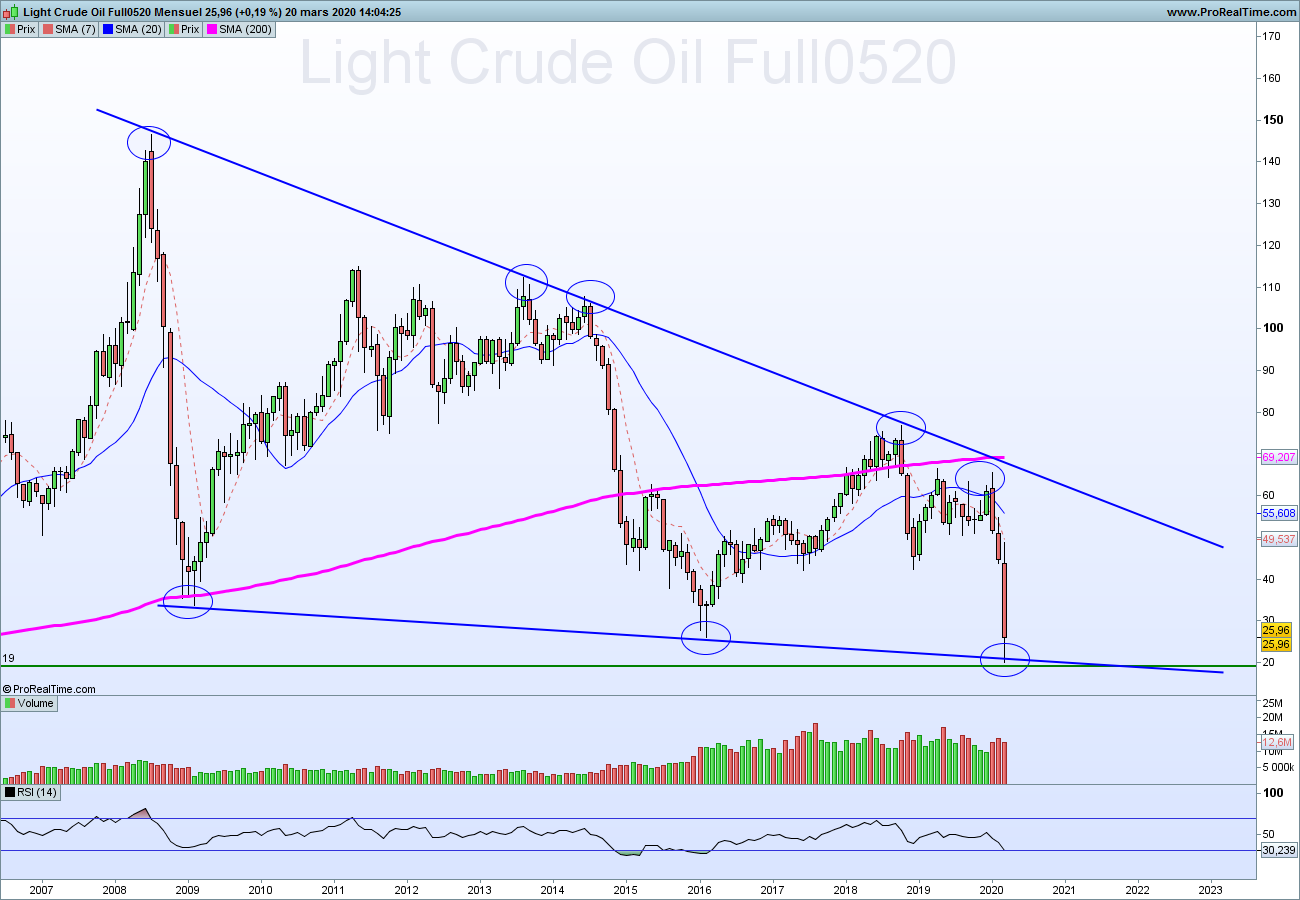 Light Crude Oil Full0520 Mensuel 25,96 (+0,19 %) 20 mars 2020 14:04:25 www.ProRealTime.com
Prix SMA (7) SMA (20) Prix SMA (200)
Light Crude Oil Full0520
170
160
150
140
130
120
110
100
90
80
69,207
60
55,608
49,537
40
30
25,96
25,96
19
20
© ProRealTime.com
Volume
25M
20M
15M
12,6M
10M
5 000k
RSI (14)
100
50
30,239
2007 2008 2009 2010 2011 2012 2013 2014 2015 2016 2017 2018 2019 2020 2021 2022 2023